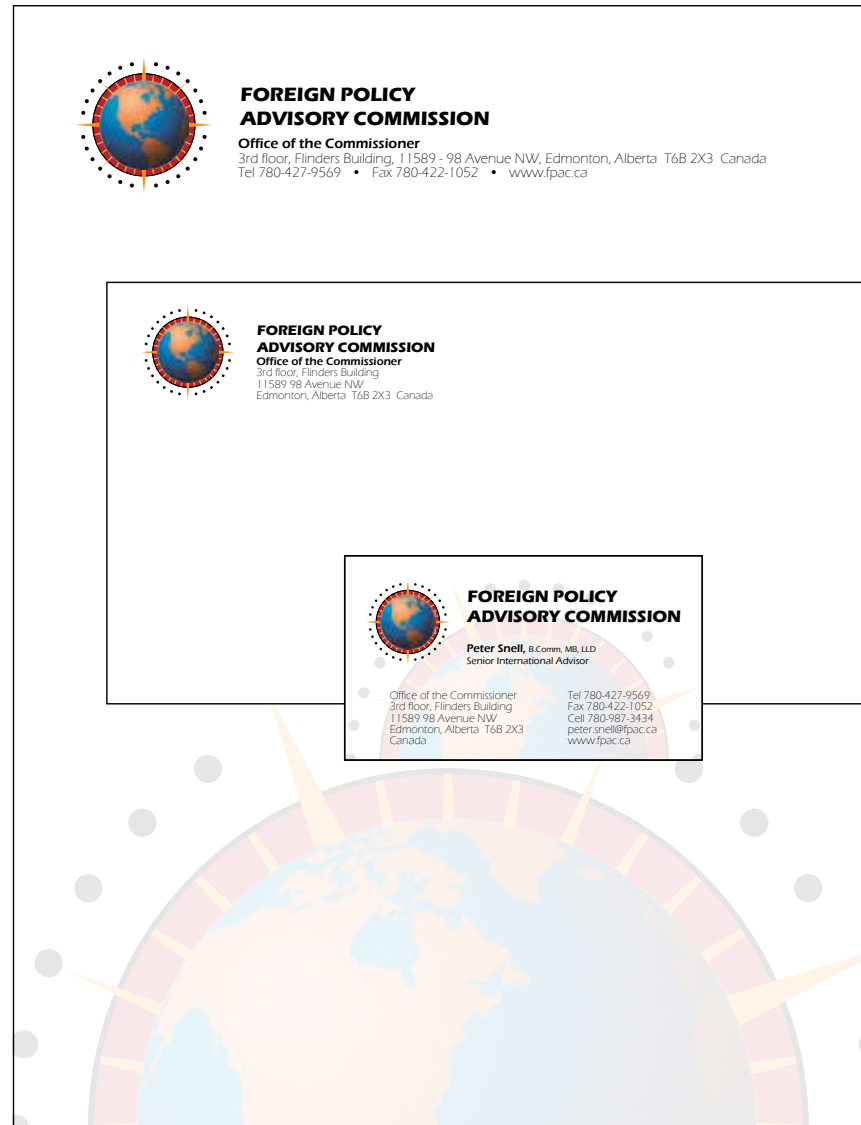 FOREIGN POLICY
ADVISORY COMMISSION
Office of the Commissioner
3rd floor, Flinders Building, 11589 - 98 Avenue NW, Edmonton, Alberta  T6B 2X3  Canada
Tel 780-427-9569  •  Fax 780-422-1052  •  www.fpac.ca
FOREIGN POLICY
ADVISORY COMMISSION
Office of the Commissioner
3rd floor, Flinders Building
11589 98 Avenue NW
Edmonton, Alberta  T6B 2X3  Canada
FOREIGN POLICY
ADVISORY COMMISSION
Peter Snell, B.Comm, MB, LLD
Senior International Advisor
Office of the Commissioner
3rd floor, Flinders Building
11589 98 Avenue NW
Edmonton, Alberta  T6B 2X3
Canada
Tel 780-427-9569
Fax 780-422-1052
Cell 780-987-3434
peter.snell@fpac.ca
www.fpac.ca